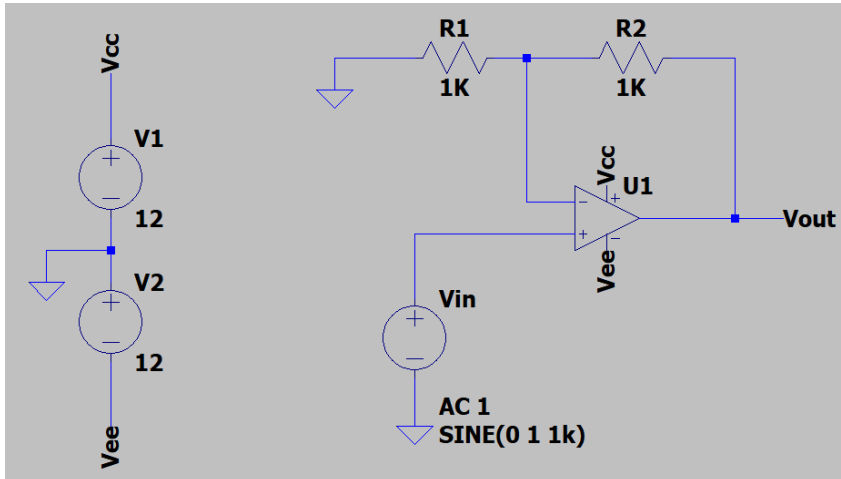 Vcc
V1
12
V2
12
Vee
R1
1K
R2
1K
Vcc
U1
Vee
Vout
Vin
AC 1
SINE(0 1 1k)